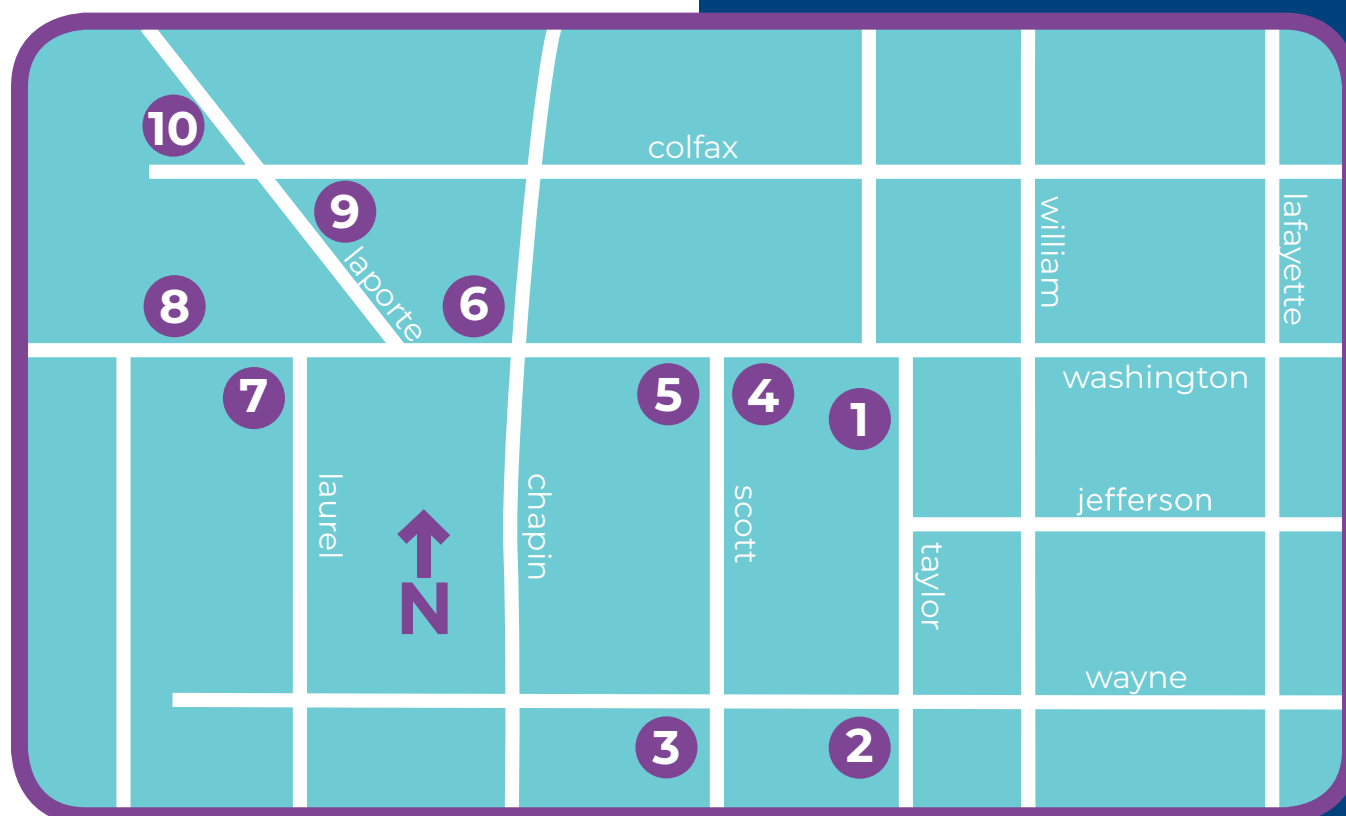 10
colfax
9
william
lafayette
laporte
8
6
washington
7
5
4
1
laurel
chapin
scott
jefferson
taylor
N
wayne
3
2